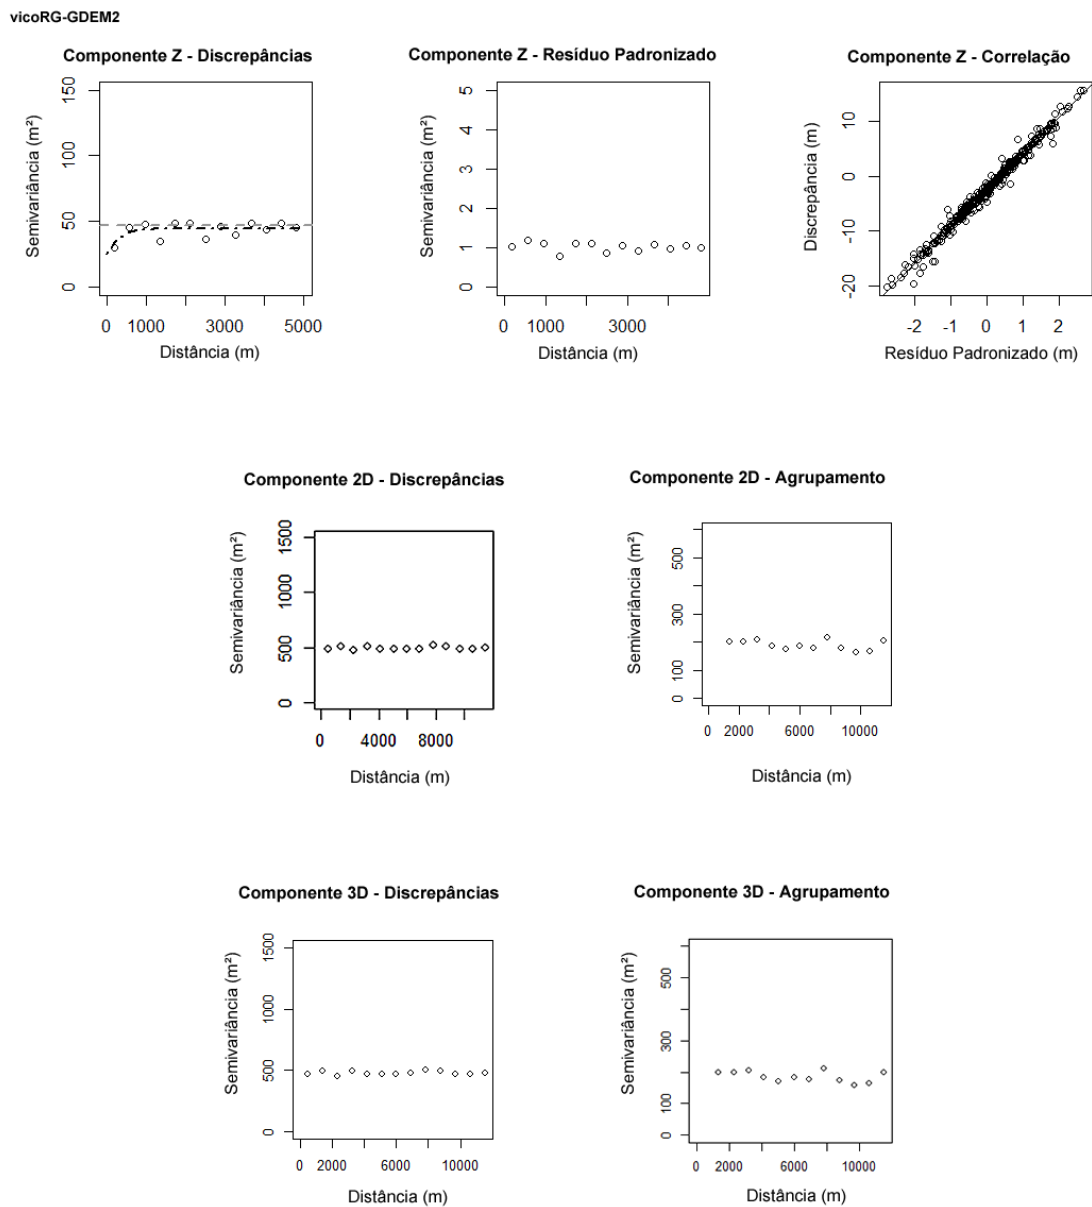 vicoRG-GDEM2
Componente Z - Discrepâncias
Semivariância (m²)
150
100
50
0
0 1000 3000 5000
Distância (m)
Componente Z - Resíduo Padronizado
Semivariância (m²)
5
4
3
2
1
0
0 1000 3000
Distância (m)
Componente Z - Correlação
Discrepância (m)
10
0
-10
-20
-2 -1 0 1 2
Resíduo Padronizado (m)
Componente 2D - Discrepâncias
Semivariância (m²)
1500
1000
500
0
0 4000 8000
Distância (m)
Componente 2D - Agrupamento
Semivariância (m²)
500
300
100
0
0 2000 6000 10000
Distância (m)
Componente 3D - Discrepâncias
Semivariância (m²)
1500
1000
500
0
0 2000 6000 10000
Distância (m)
Componente 3D - Agrupamento
Semivariância (m²)
500
300
100
0
0 2000 6000 10000
Distância (m)